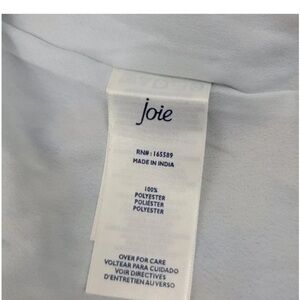 joie
RN# : 165589
MADE IN INDIA
100%
POLYESTER
POLIÉSTER
POLYESTER
OVER FOR CARE
VOLTEAR PARA CUIDADO
VOIR DIRECTIVES
D'ENTRETIEN AU VERSO